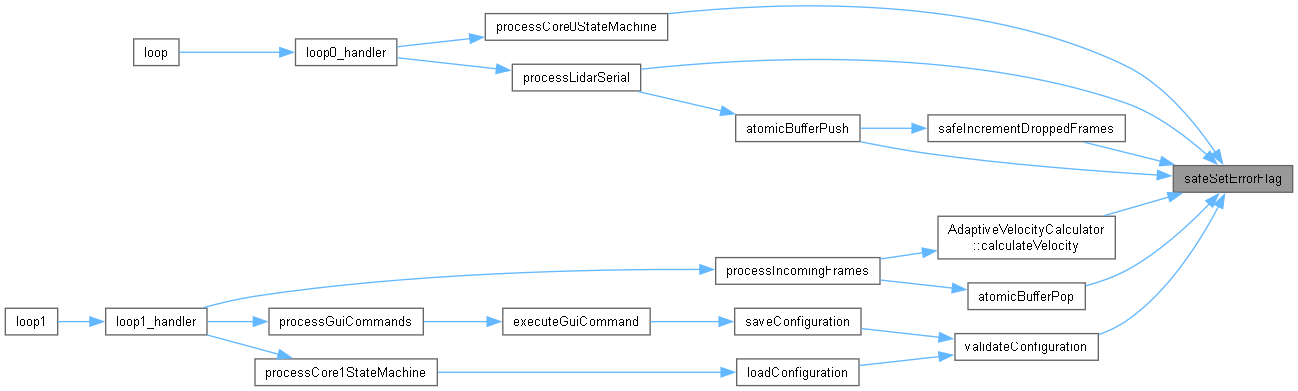 processCore0StateMachine
loop
loop0_handler
processLidarSerial
atomicBufferPush
safeIncrementDroppedFrames
safeSetErrorFlag
AdaptiveVelocityCalculator
::calculateVelocity
processIncomingFrames
atomicBufferPop
loop1
loop1_handler
processGuiCommands
executeGuiCommand
saveConfiguration
validateConfiguration
processCore1StateMachine
loadConfiguration